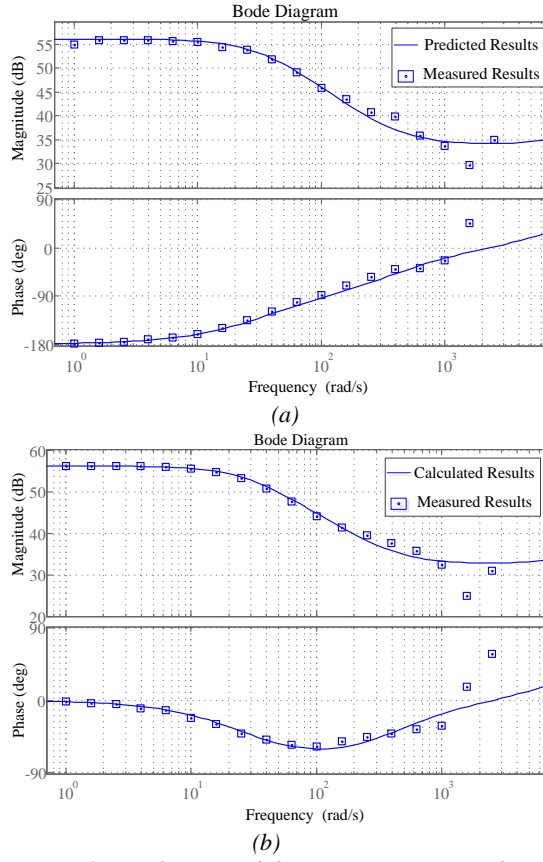 Bode Diagram
Magnitude (dB)
55
50
45
40
35
30
25
Predicted Results
Measured Results
Phase (deg)
90
0
-90
-180
10^0
10^1
10^2
10^3
Frequency (rad/s)
(a)
Bode Diagram
Magnitude (dB)
60
50
40
30
20
Calculated Results
Measured Results
Phase (deg)
90
0
-90
10^0
10^1
10^2
10^3
Frequency (rad/s)
(b)